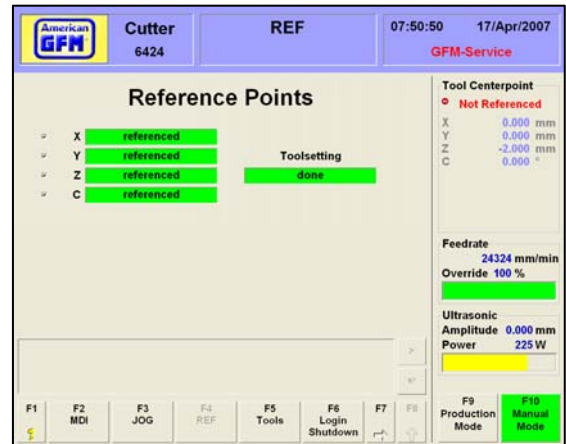 American
GFM
Cutter
6424
REF
07:50:50 17/Apr/2007
GFM-Service
Reference Points
X referenced
Y referenced
Z referenced
C referenced
Toolsetting
done
Tool Centerpoint
Not Referenced
X 0.000 mm
Y 0.000 mm
Z -2.000 mm
C 0.000 °
Feedrate
24324 mm/min
Override 100 %
Ultrasonic
Amplitude 0.000 mm
Power 225 W
F1
F2 MDI
F3 JOG
F4 REF
F5 Tools
F6 Login Shutdown
F7
F8
F9 Production Mode
F10 Manual Mode